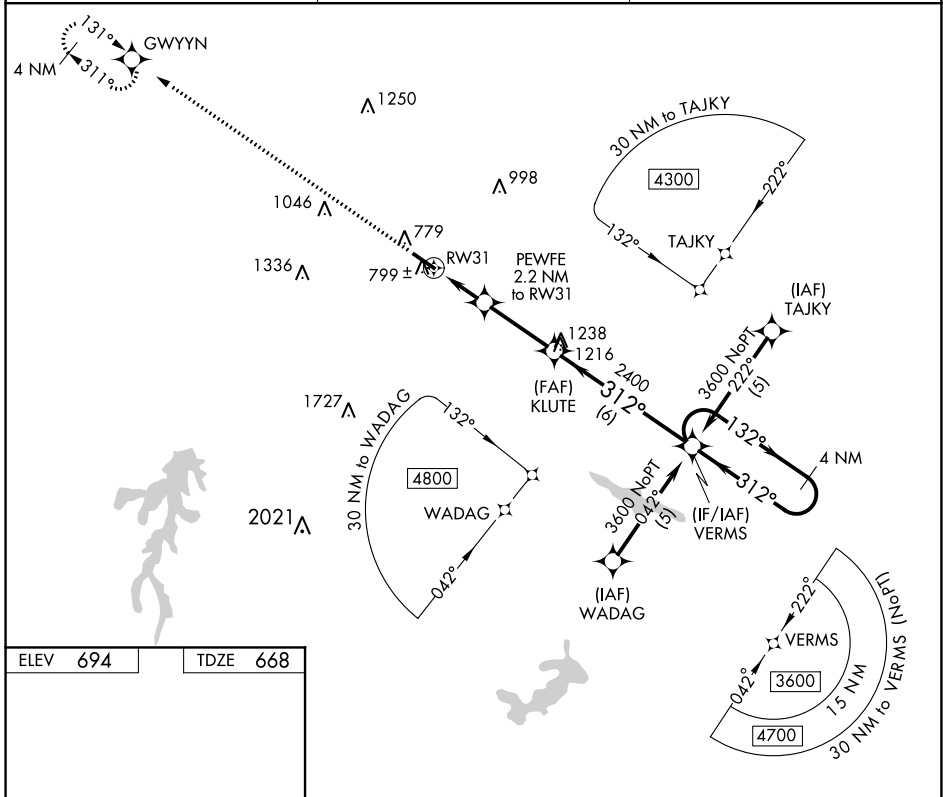 131°
GWYYN
4 NM
311°
1250
30 NM to TAJKY
4300
222°
998
1046
132°
TAJKY
779
RW31
799 ±
PEWFE
2.2 NM
to RW31
1336
(IAF)
TAJKY
1238
1216
3600 NoPT
222°
(5)
(FAF)
KLUTE
2400
312°
(6)
1727
30 NM to WADAG
132°
4800
WADAG
042°
132°
4 NM
312°
(IF/IAF)
VERMS
3600 NoPT
042°
(5)
2021
(IAF)
WADAG
222°
VERMS
042°
3600
15 NM
4700
30 NM to VERMS (NoPT)
ELEV 694
TDZE 668